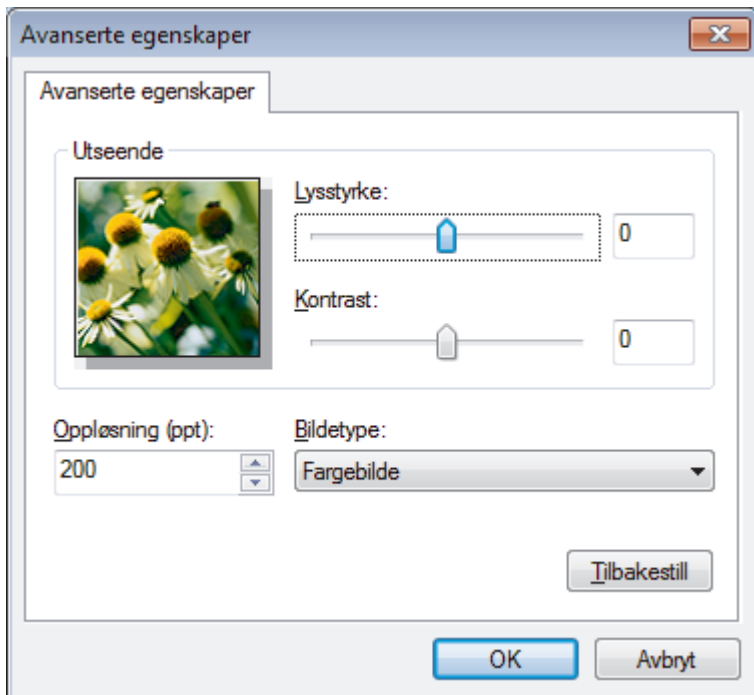 Avanserte egenskaper
Avanserte egenskaper
Utseende
Lysstyrke:
0
Kontrast:
0
Oppløsning (ppt):
200
Bildetype:
Fargebilde
Tilbakestill
OK
Avbryt